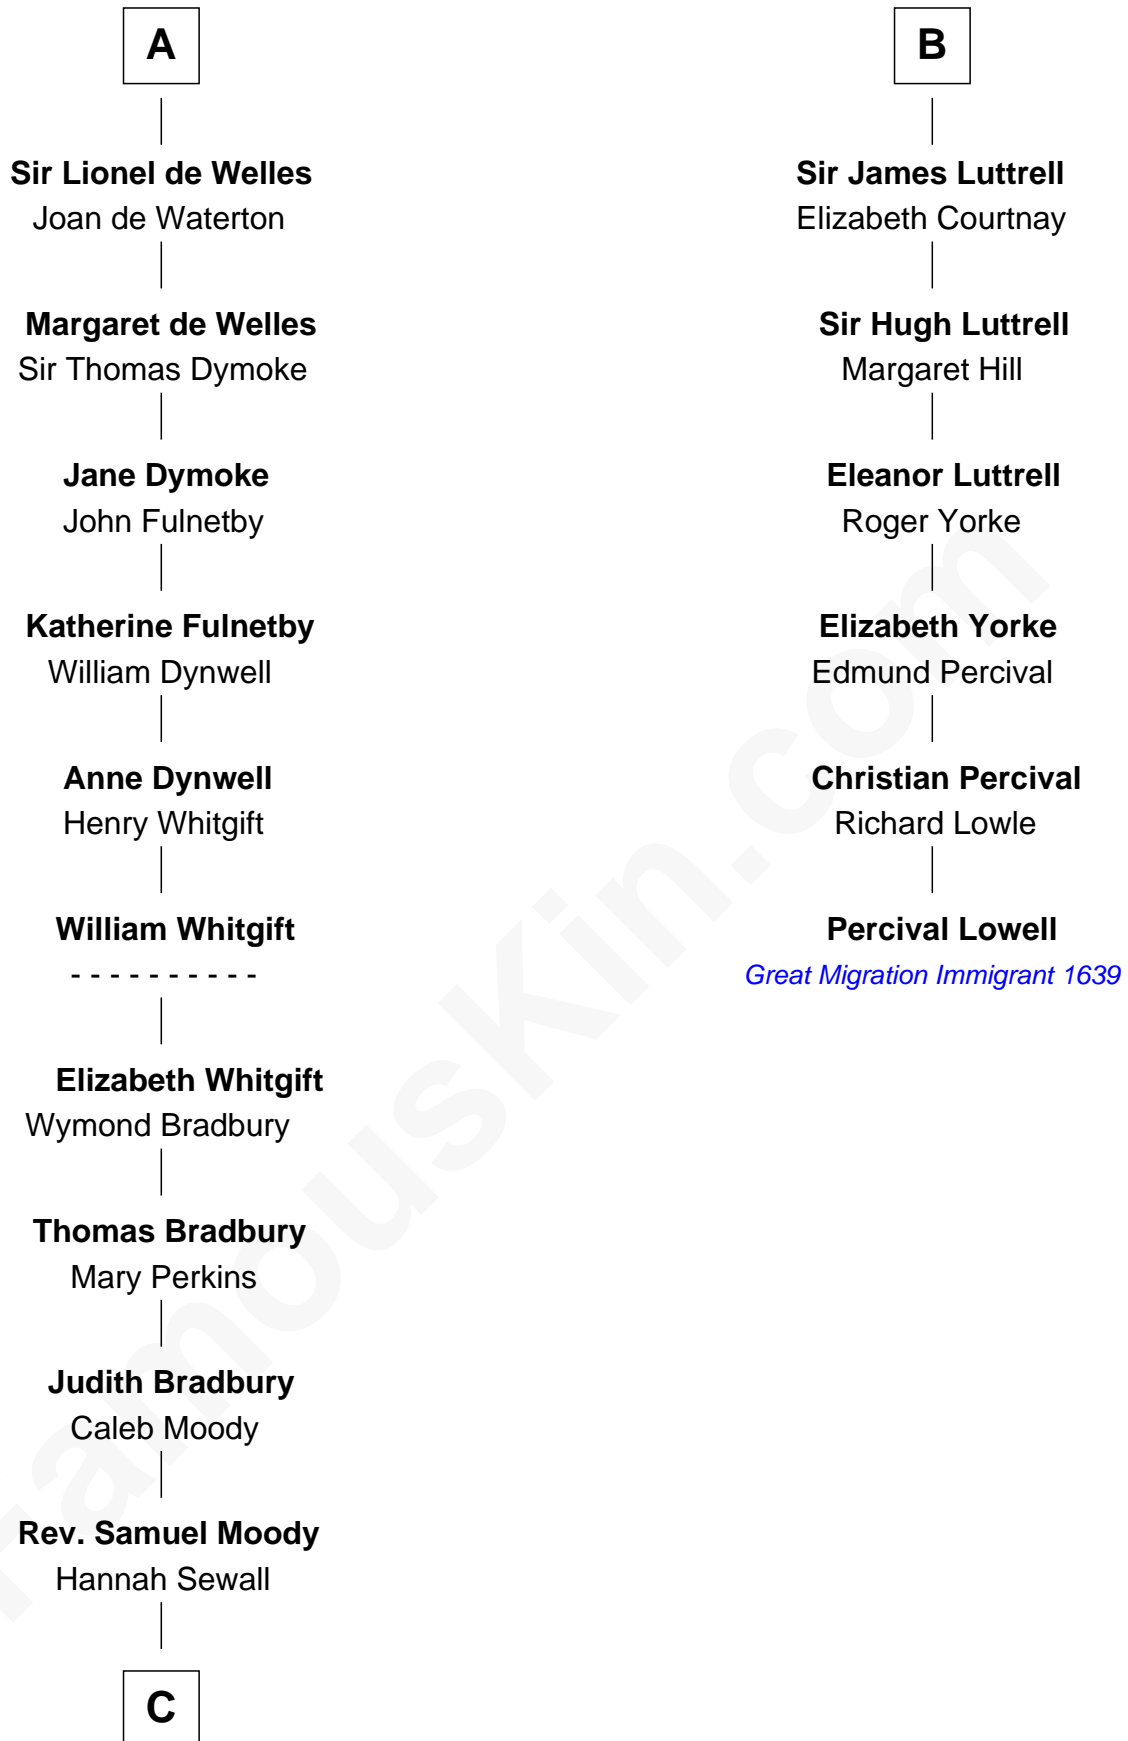 A
Sir Lionel de Welles
Joan de Waterton
Margaret de Welles
Sir Thomas Dymoke
Jane Dymoke
John Fulnetby
Katherine Fulnetby
William Dynwell
Anne Dynwell
Henry Whitgift
William Whitgift
- - - - - - - - - -
Elizabeth Whitgift
Wymond Bradbury
Thomas Bradbury
Mary Perkins
Judith Bradbury
Caleb Moody
Rev. Samuel Moody
Hannah Sewall
C
B
Sir James Luttrell
Elizabeth Courtnay
Sir Hugh Luttrell
Margaret Hill
Eleanor Luttrell
Roger Yorke
Elizabeth Yorke
Edmund Percival
Christian Percival
Richard Lowle
Percival Lowell
Great Migration Immigrant 1639
FamousKin.com